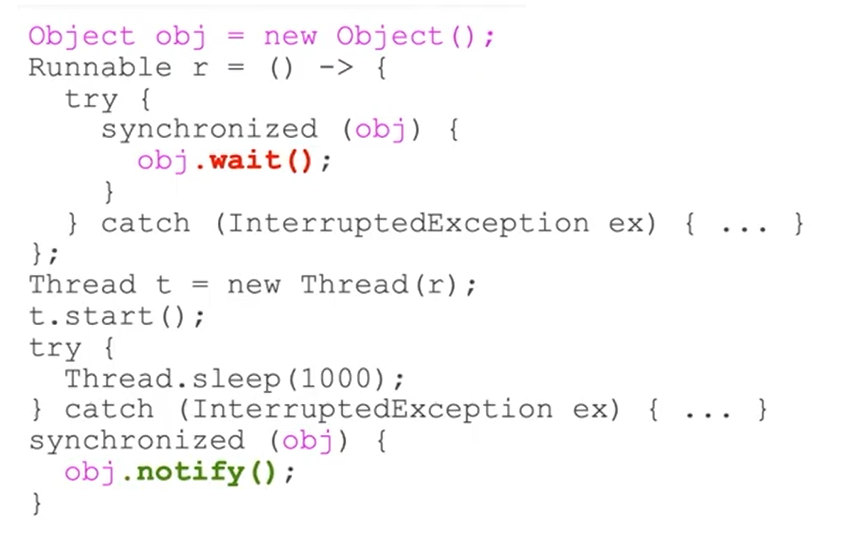 Object obj = new Object();
Runnable r = () -> {
  try {
    synchronized (obj) {
      obj.wait();
    }
  } catch (InterruptedException ex) { ... }
};
Thread t = new Thread(r);
t.start();
try {
  Thread.sleep(1000);
} catch (InterruptedException ex) { ... }
synchronized (obj) {
  obj.notify();
}